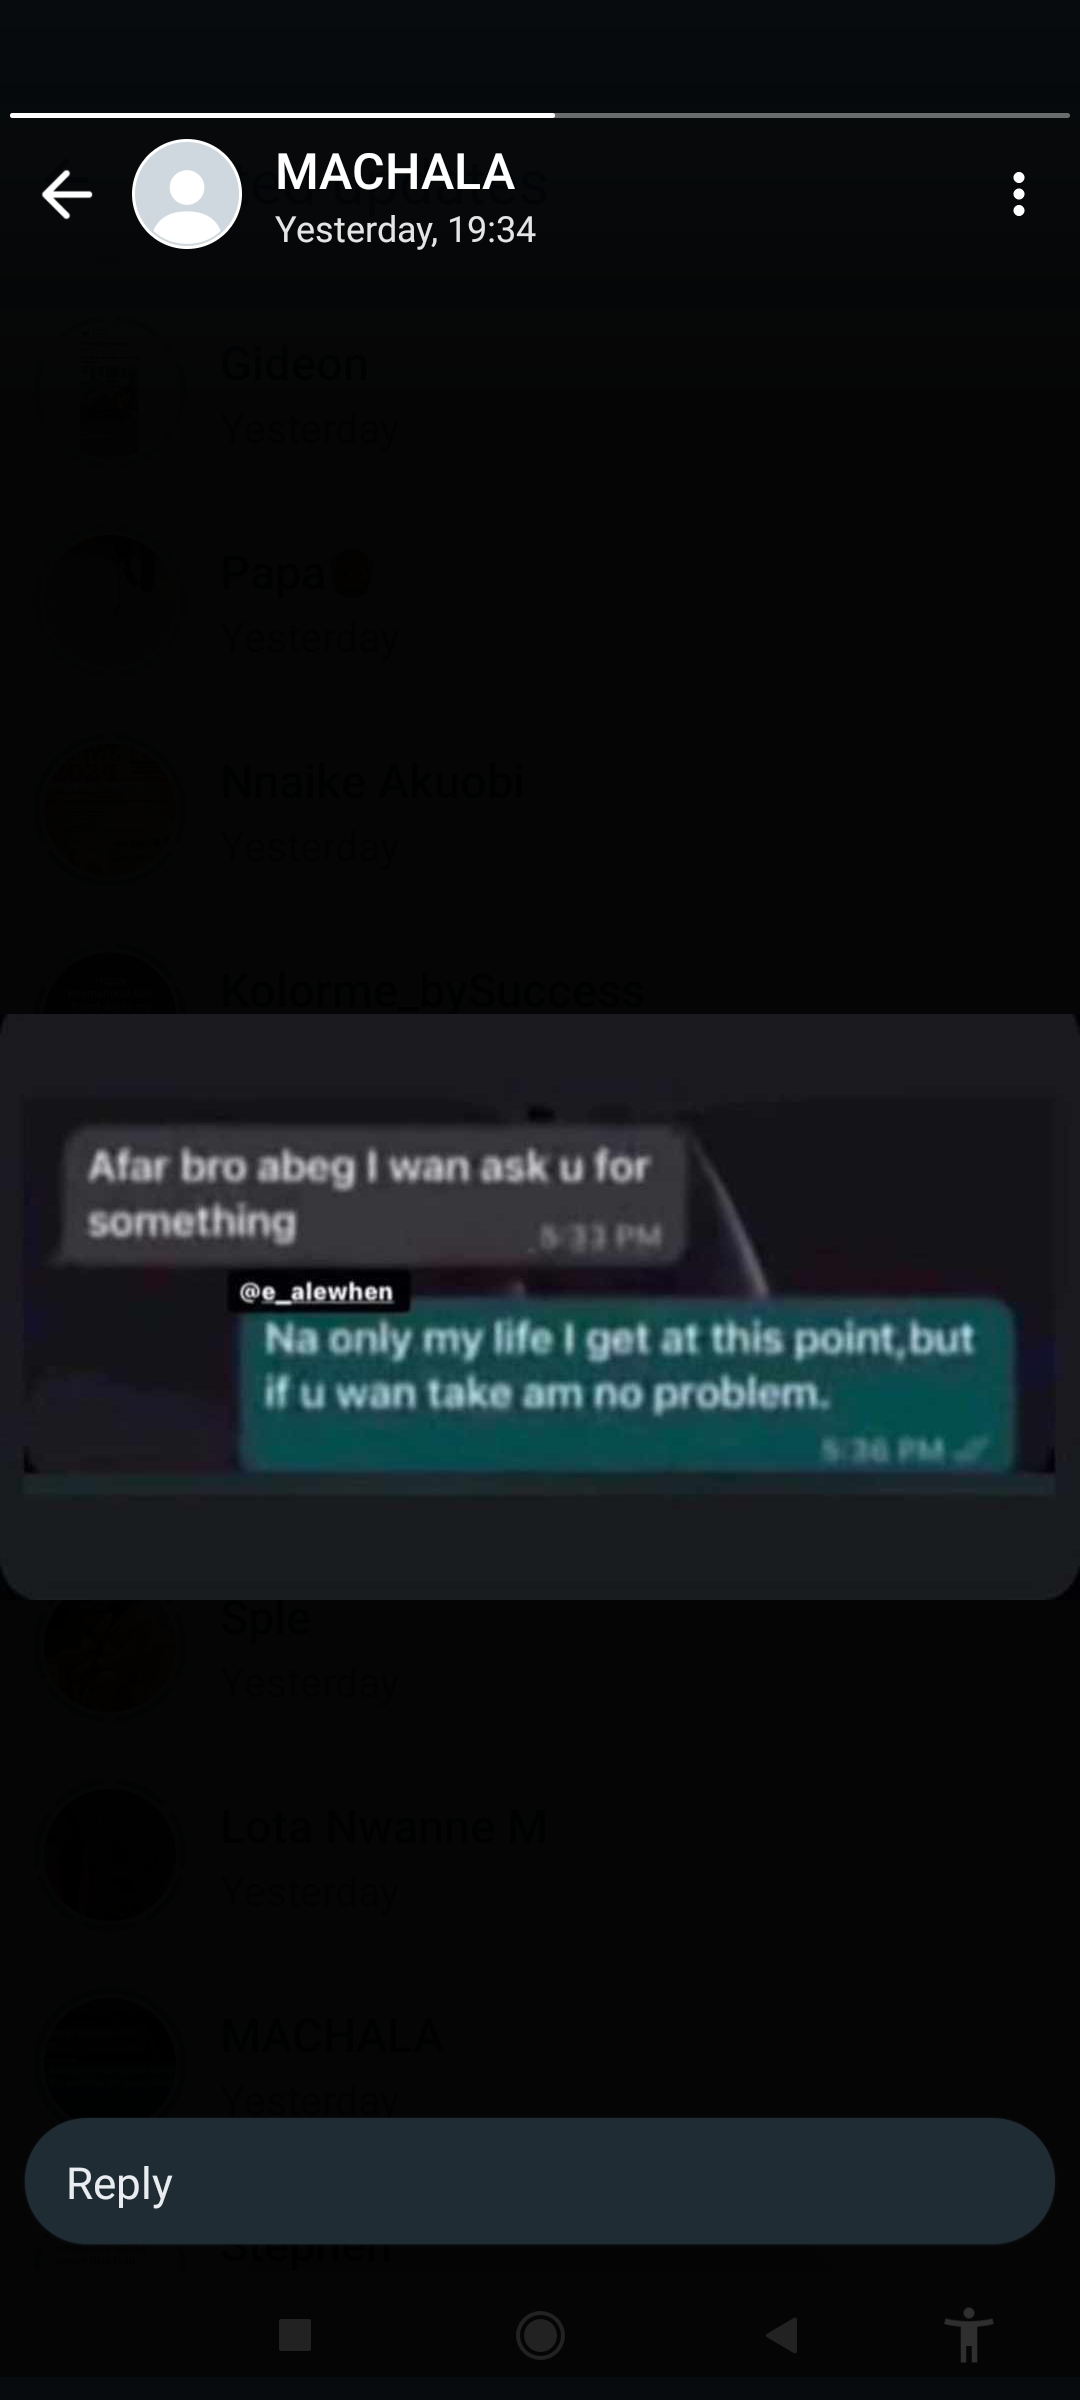 MACHALA
Yesterday, 19:34
Gideon
Yesterday
Papa
Yesterday
Nnaike Akuobi
Yesterday
Kolorme_bySuccess
Afar bro abeg I wan ask u for
something
5:33 PM
@e_alewhen
Na only my life I get at this point,but
if u wan take am no problem.
5:36 PM
Sple
Yesterday
Lota Nwanne M
Yesterday
MACHALA
Yesterday
Reply
Stephen